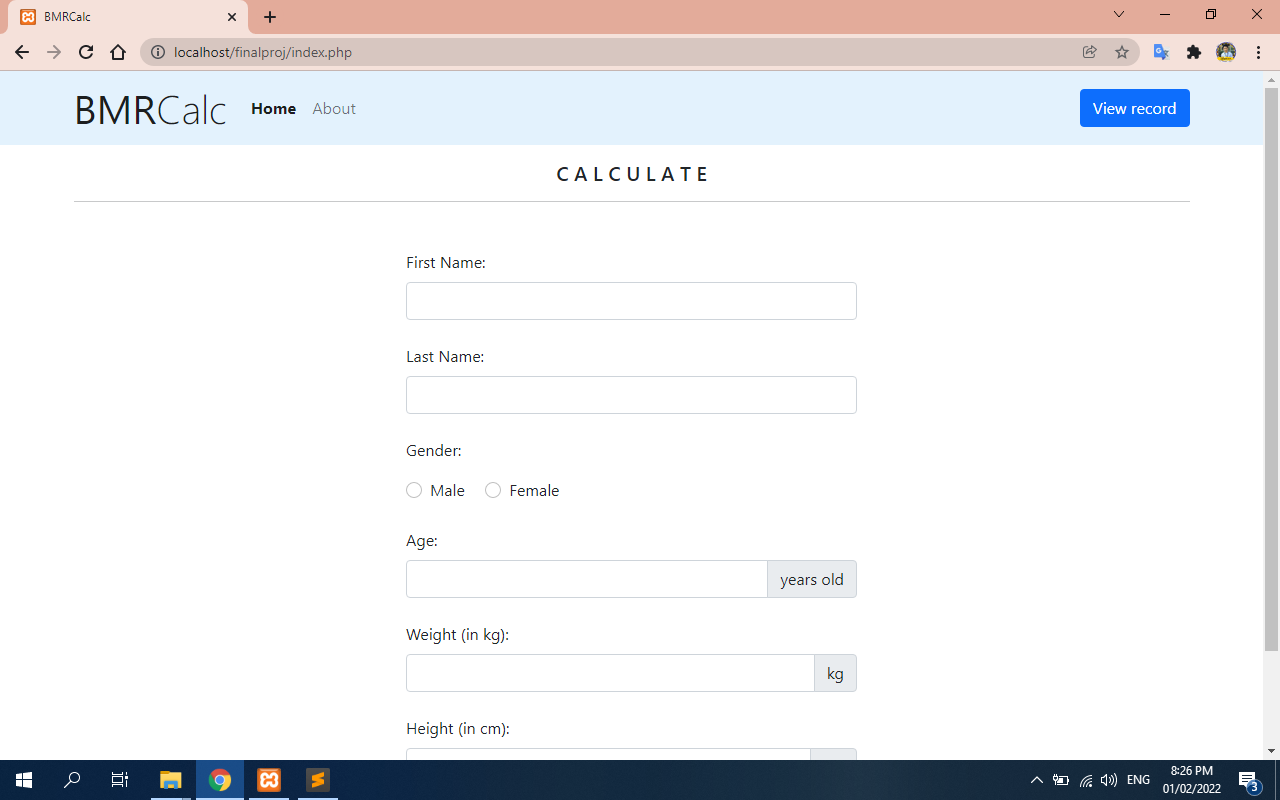 BMRCalc
localhost/finalproj/index.php
BMRCalc Home About View record
CALCULATE
First Name:
Last Name:
Gender:
Male Female
Age:
years old
Weight (in kg):
kg
Height (in cm):
ENG 8:26 PM
01/02/2022
3